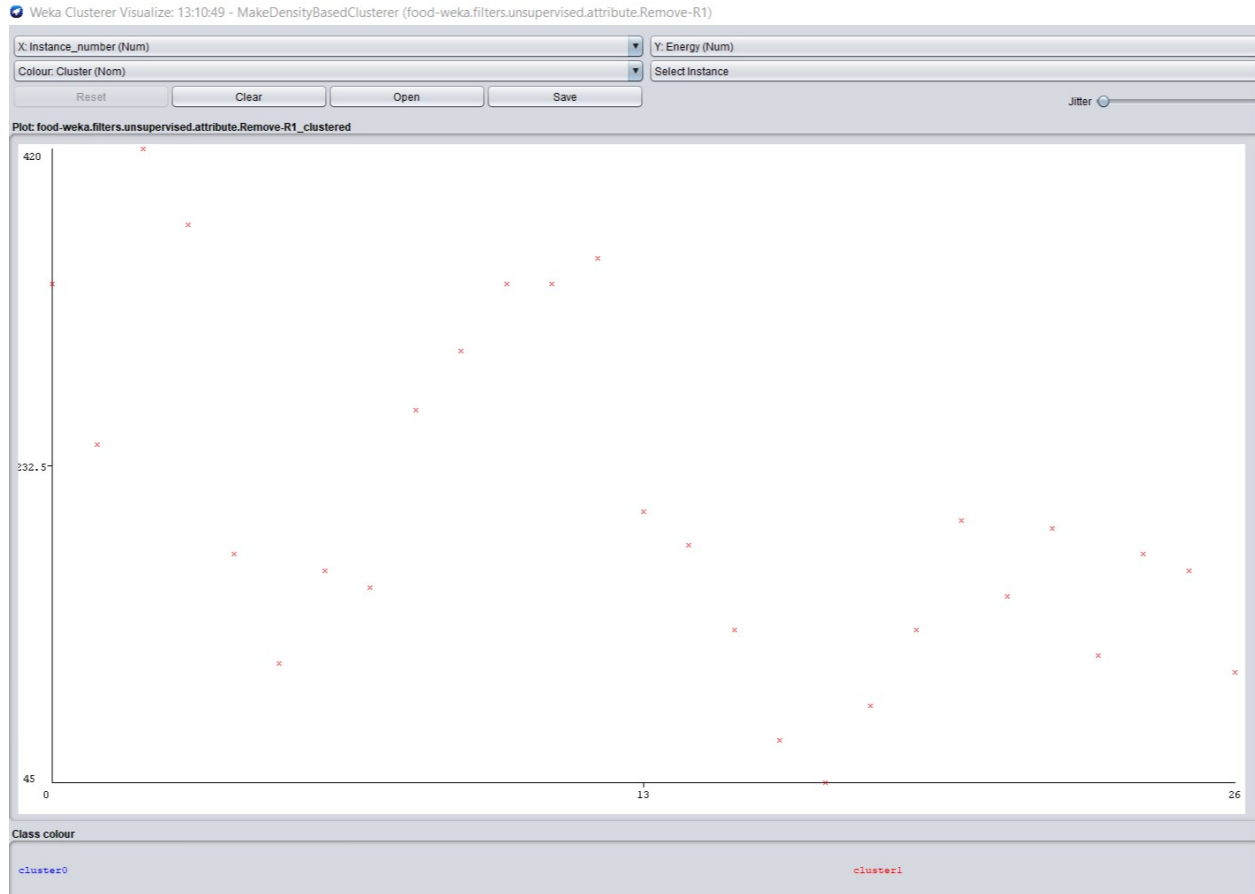 Weka Clusterer Visualize: 13:10:49 - MakeDensityBasedClusterer (food-weka.filters.unsupervised.attribute.Remove-R1)
X: Instance_number (Num)
Y: Energy (Num)
Colour: Cluster (Nom)
Select Instance
Reset
Clear
Open
Save
Jitter
Plot: food-weka.filters.unsupervised.attribute.Remove-R1_clustered
420
232.5
45
0
13
26
Class colour
cluster0
cluster1